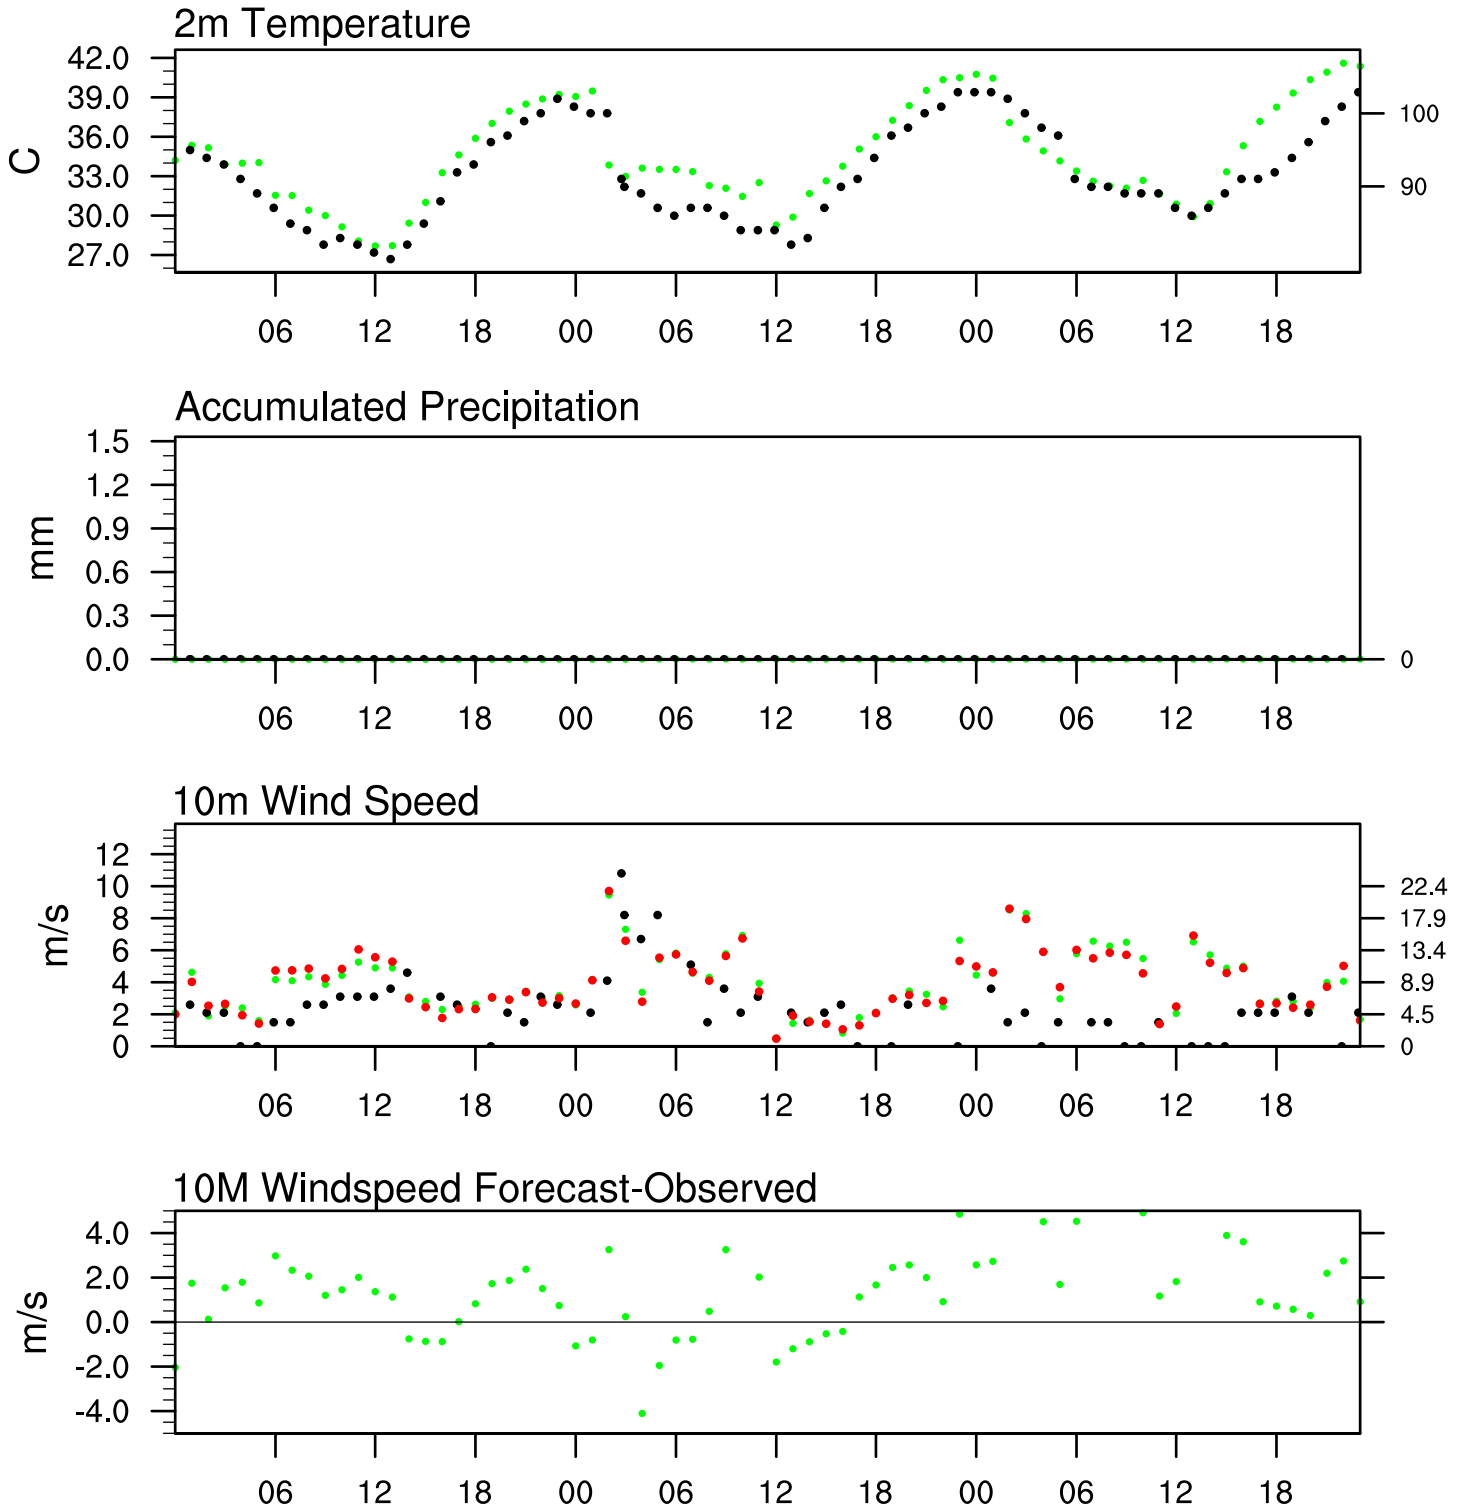 2m Temperature
42.0
39.0
36.0
33.0
30.0
27.0
C
100
90
06 12 18 00 06 12 18 00 06 12 18
Accumulated Precipitation
1.5
1.2
0.9
0.6
0.3
0.0
mm
0
06 12 18 00 06 12 18 00 06 12 18
10m Wind Speed
12
10
8
6
4
2
0
m/s
22.4
17.9
13.4
8.9
4.5
0
06 12 18 00 06 12 18 00 06 12 18
10M Windspeed Forecast-Observed
4.0
2.0
0.0
-2.0
-4.0
m/s
06 12 18 00 06 12 18 00 06 12 18